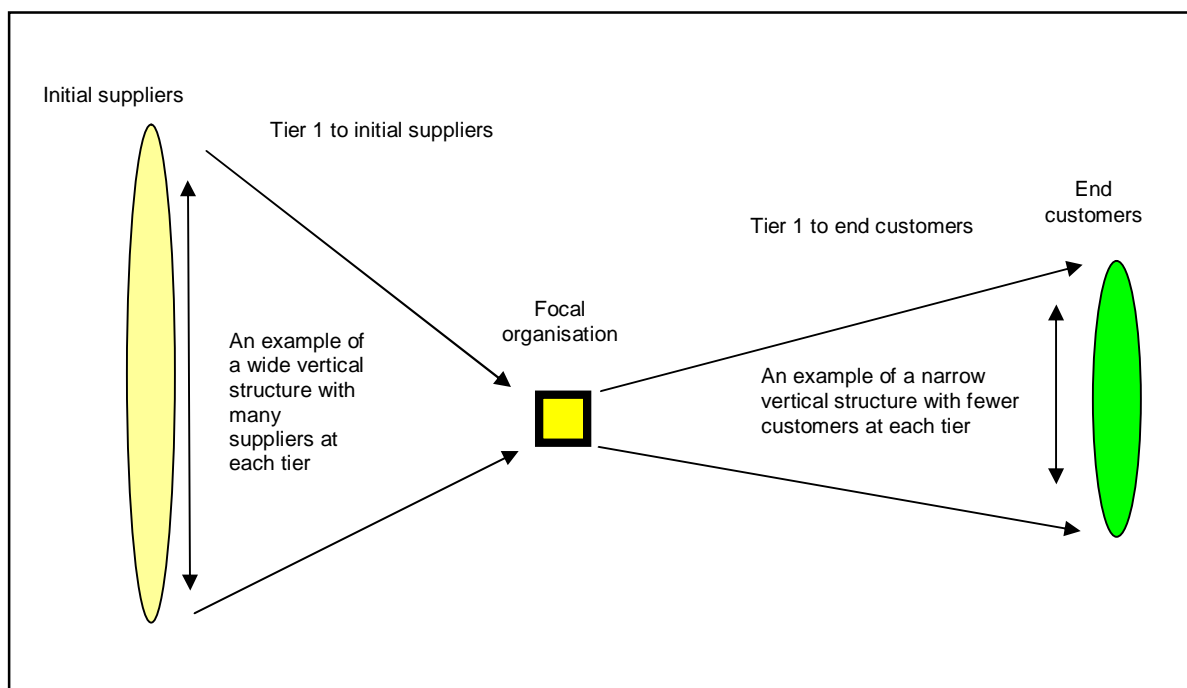 Initial suppliers
Tier 1 to initial suppliers
End
customers
Tier 1 to end customers
Focal
organisation
An example of
a wide vertical
structure with
many
suppliers at
each tier
An example of a narrow
vertical structure with fewer
customers at each tier